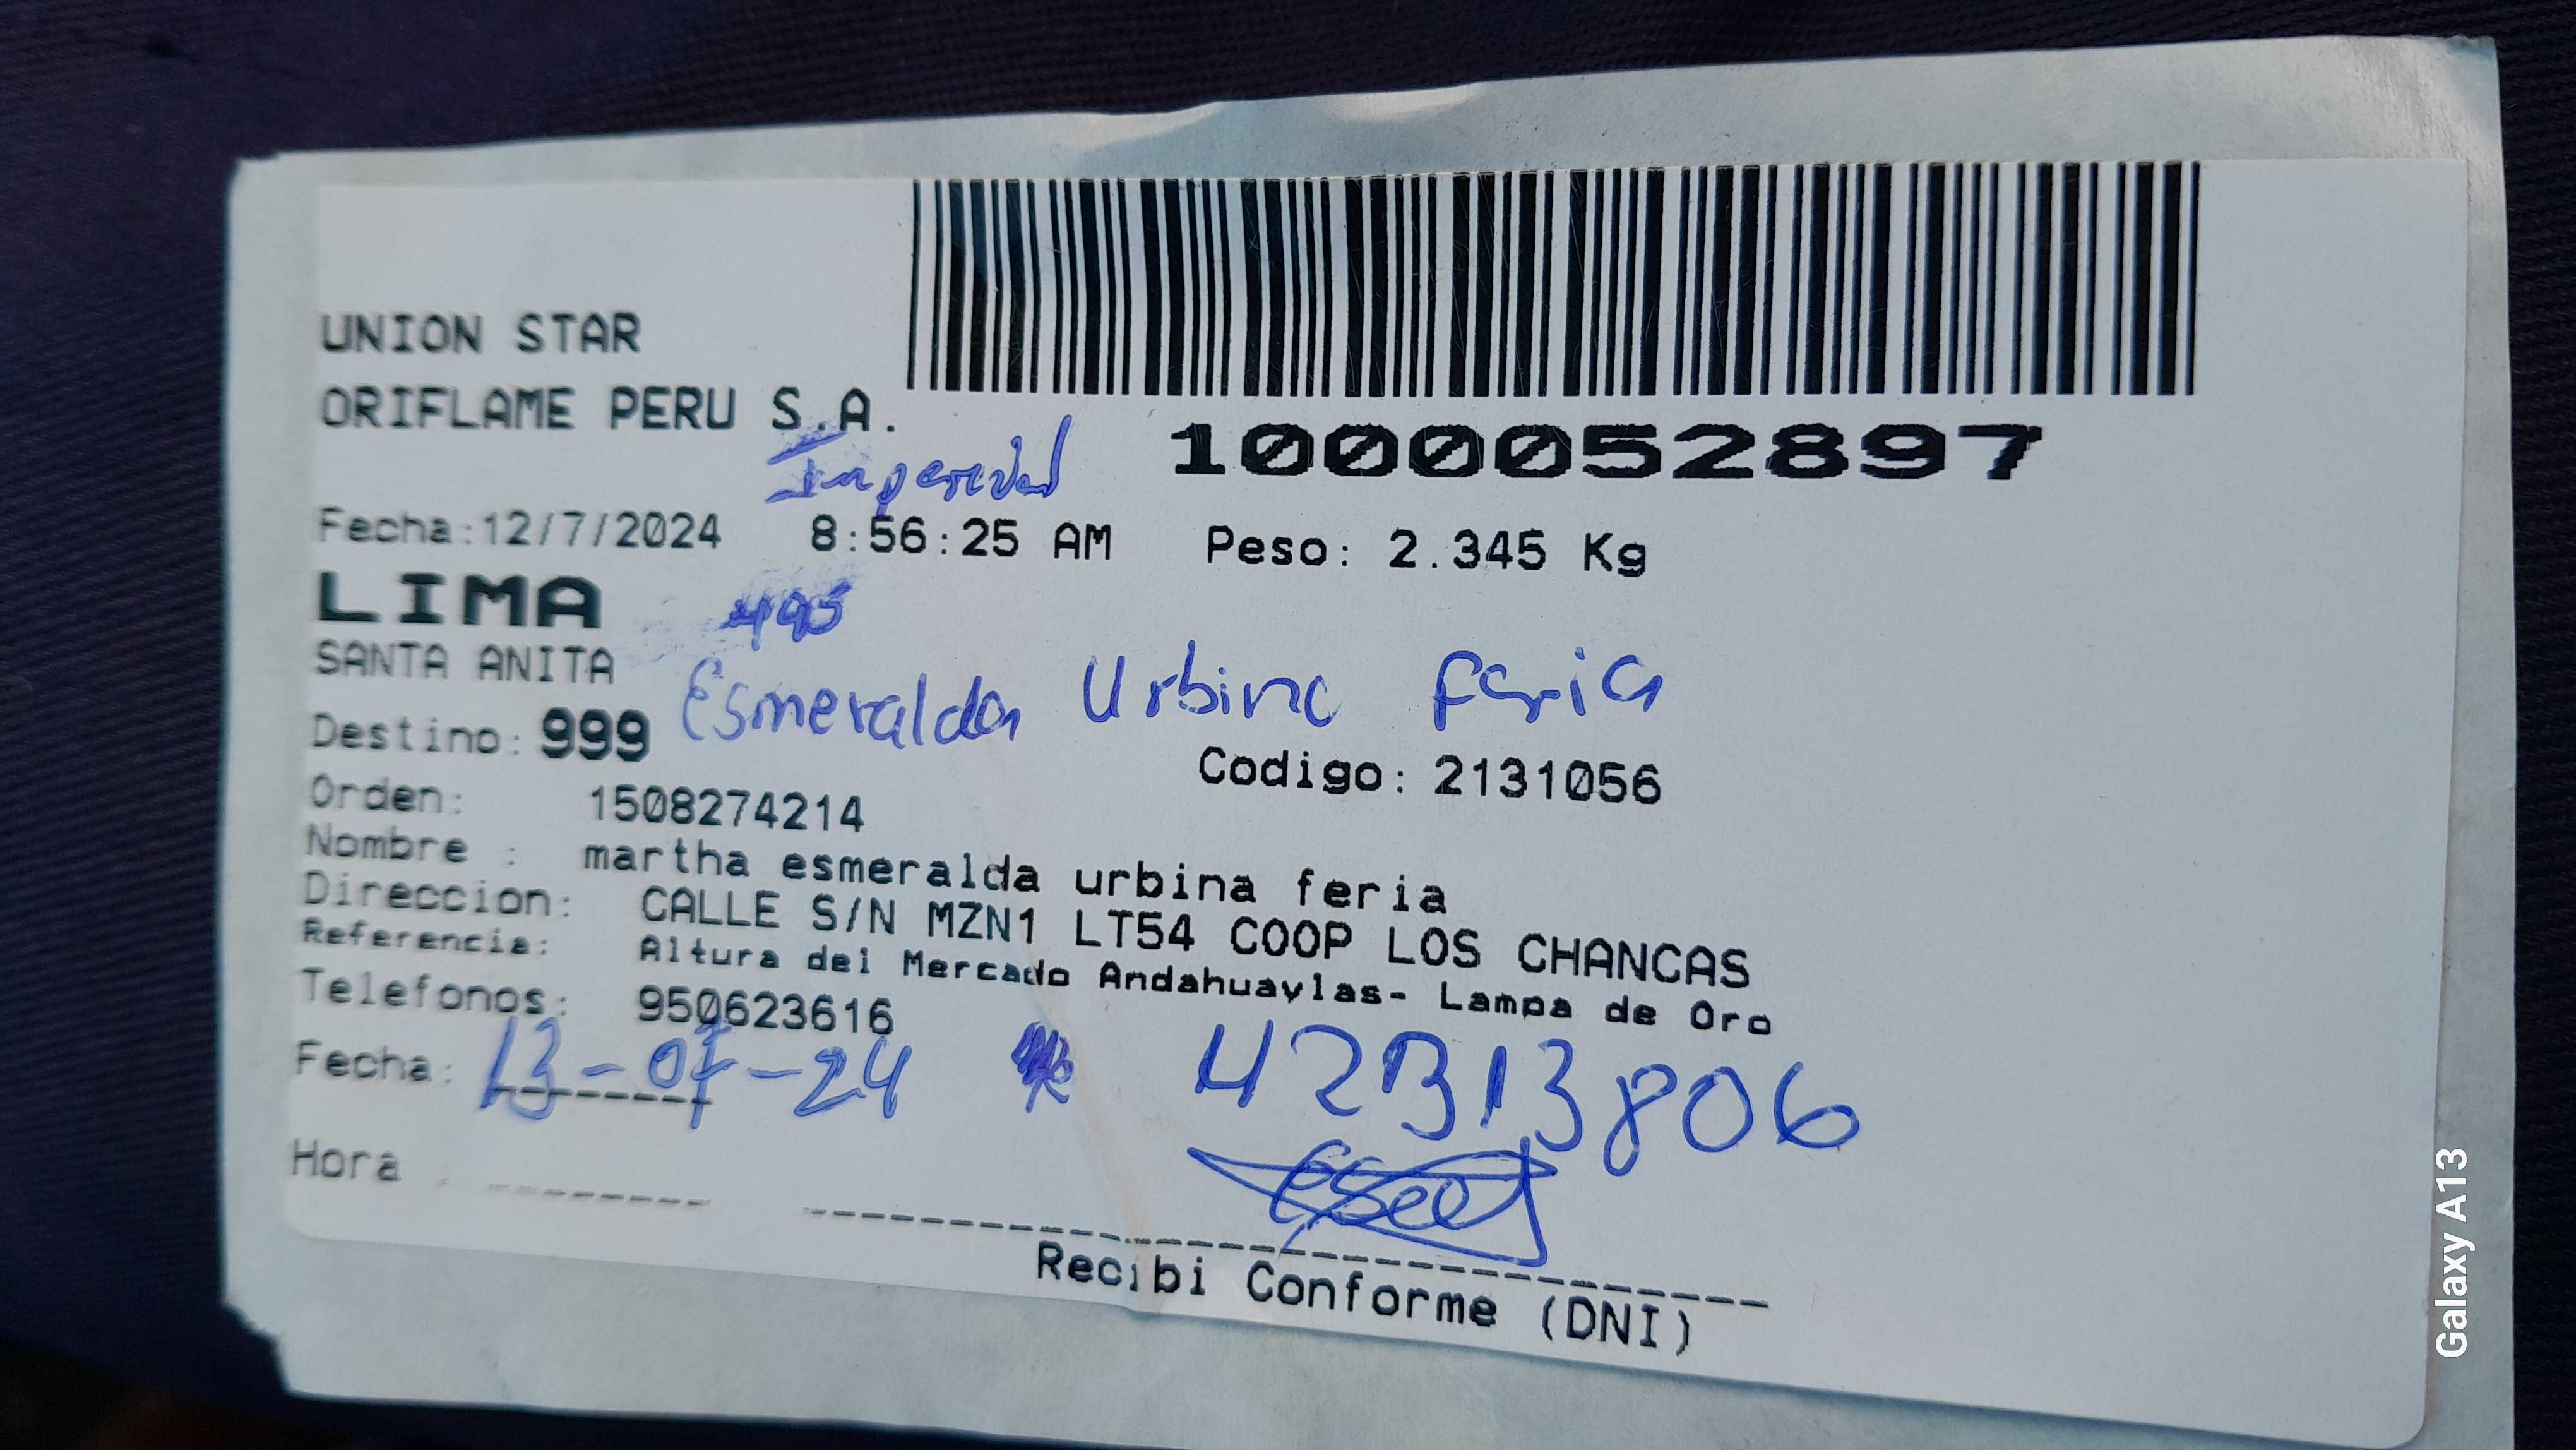 UNION STAR
ORIFLAME PERU S.A.
1000052897
Fecha:12/7/2024 8:56:25 AM Peso: 2.345 Kg
LIMA
SANTA ANITA
Esmeralda Urbina Feria
Destino: 999
Codigo: 2131056
Orden: 1508274214
Nombre : martha esmeralda urbina feria
Direccion: CALLE S/N MZN1 LT54 COOP LOS CHANCAS
Referencia: Altura del Mercado Andahuaylas- Lampa de Oro
Telefonos: 950623616
Fecha: 13-07-24 42313806
Hora
Recibi Conforme (DNI)
Galaxy A13